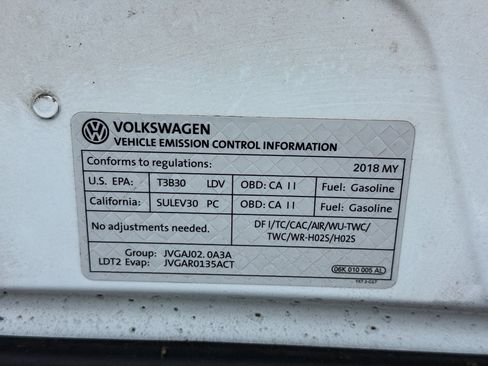 VOLKSWAGEN
VEHICLE EMISSION CONTROL INFORMATION
Conforms to regulations: 2018 MY
U.S. EPA: T3B30 LDV OBD: CA II Fuel: Gasoline
California: SULEV30 PC OBD: CA II Fuel: Gasoline
No adjustments needed. DFI/TC/CAC/AIR/WU-TWC/
TWC/WR-HO2S/HO2S
Group: JVGAJ02.0A3A
LDT2 Evap: JVGAR0135ACT
06K 010 005 AL